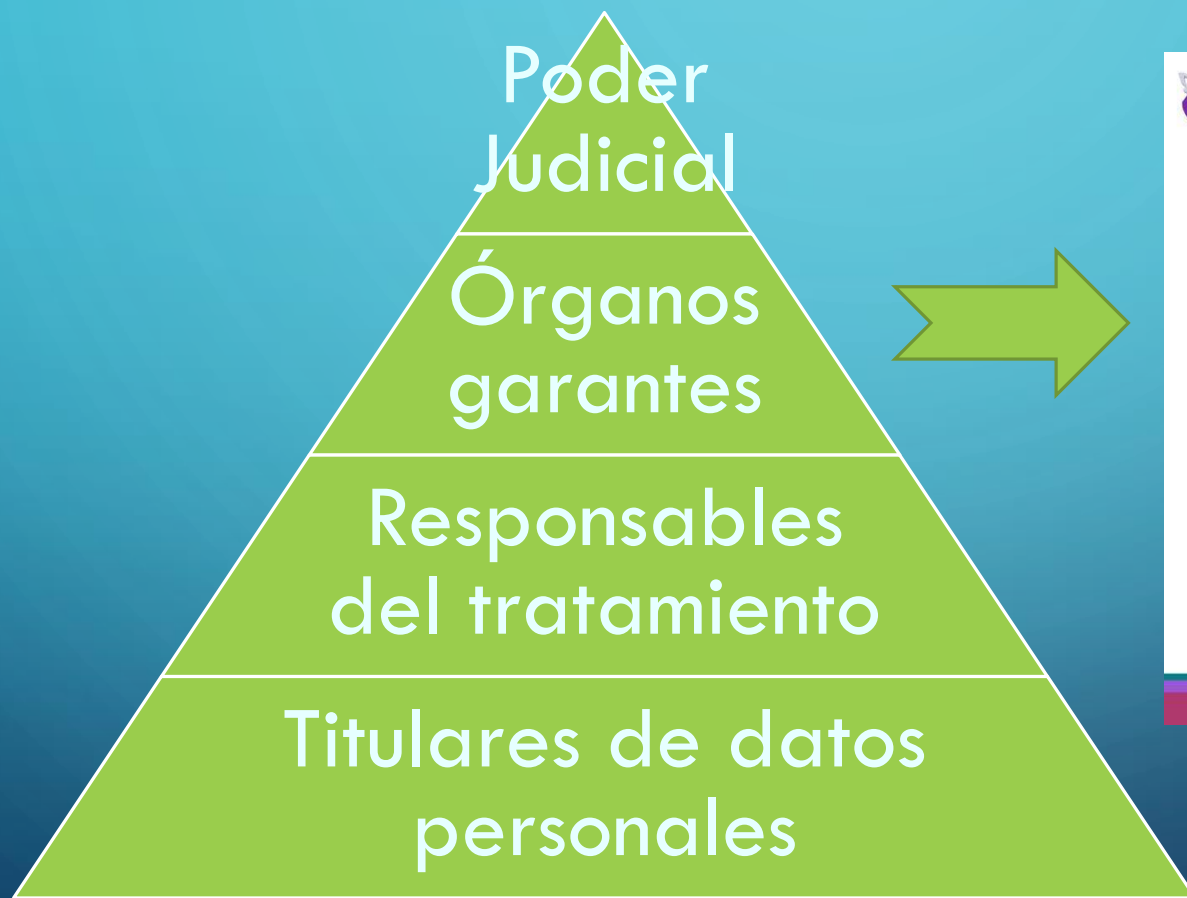 Poder
Judicial
Órganos
garantes
Responsables
del tratamiento
Titulares de datos
personales